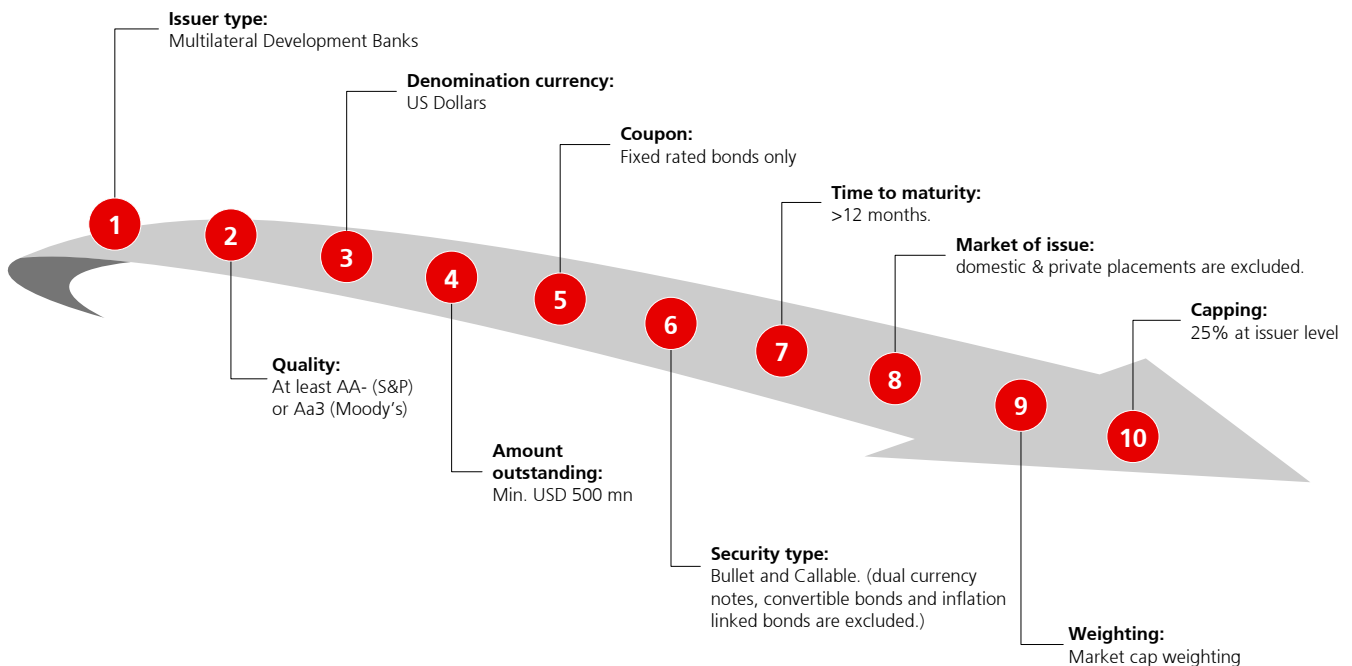 1
Issuer type:
Multilateral Development Banks
2
Quality:
At least AA- (S&P)
or Aa3 (Moody's)
3
Denomination currency:
US Dollars
4
Amount
outstanding:
Min. USD 500 mn
5
Coupon:
Fixed rated bonds only
6
Security type:
Bullet and Callable. (dual currency
notes, convertible bonds and inflation
linked bonds are excluded.)
7
Time to maturity:
>12 months.
8
Market of issue:
domestic & private placements are excluded.
9
Weighting:
Market cap weighting
10
Capping:
25% at issuer level